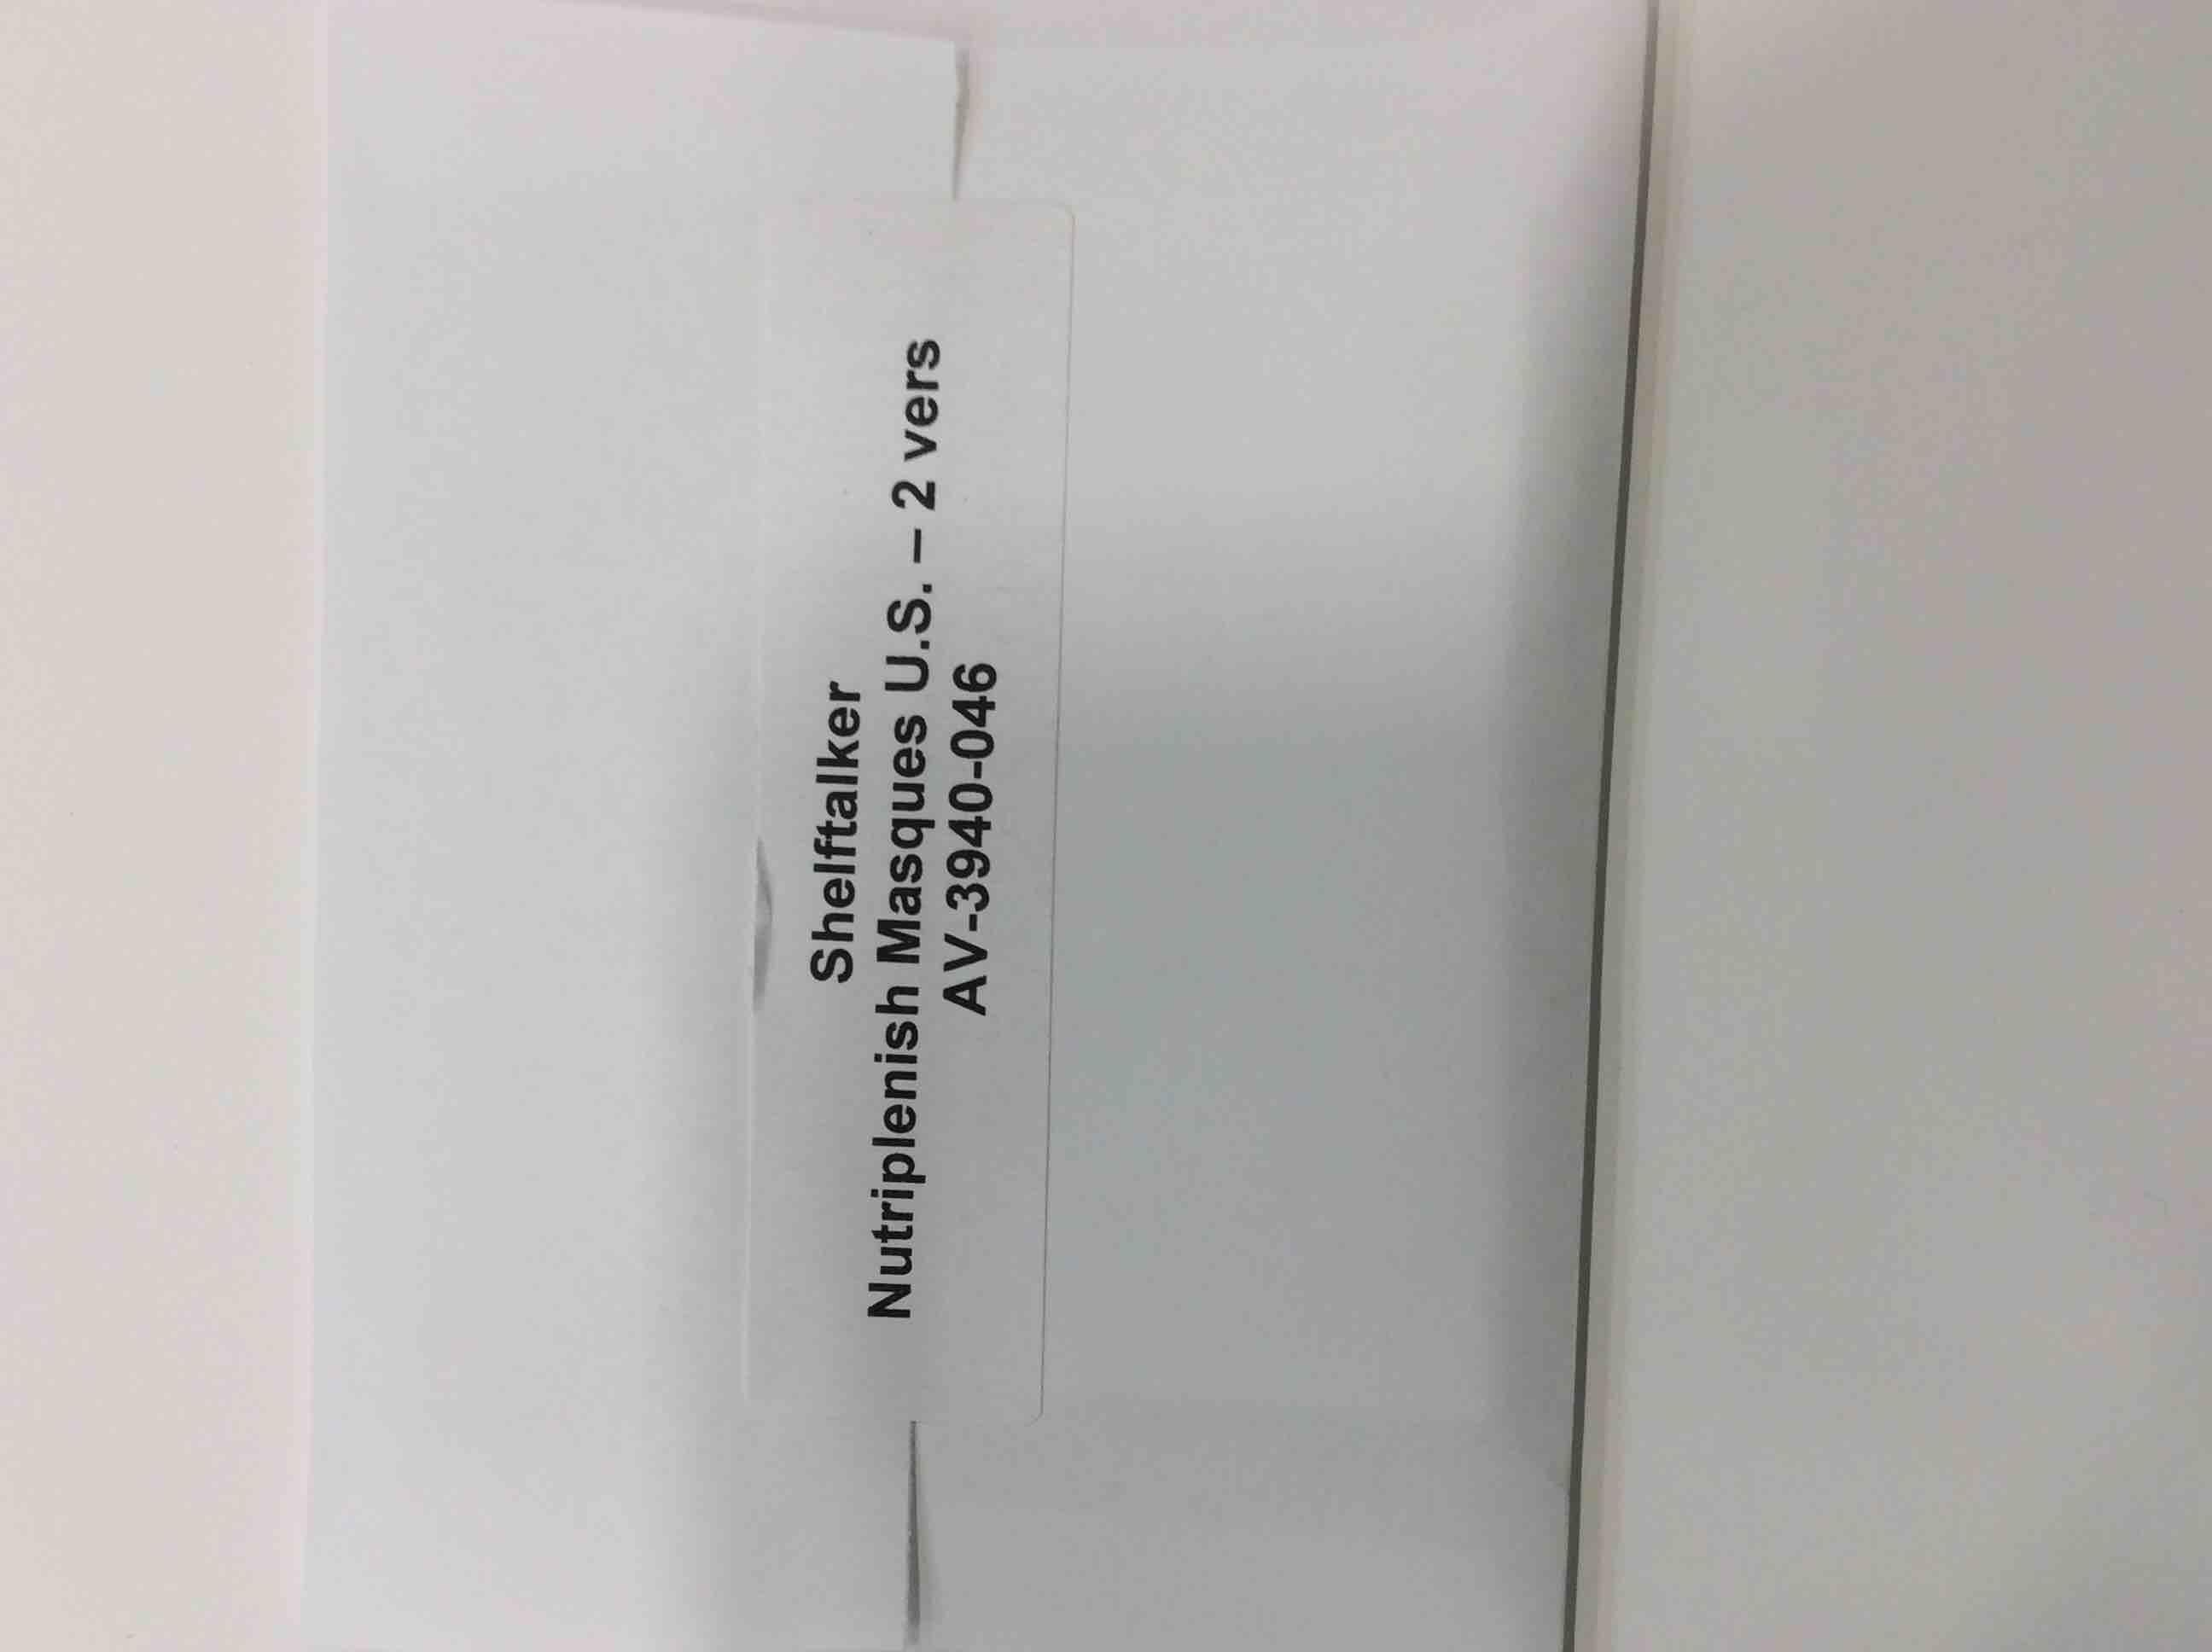 Shelftalker
Nutriplenish Masques U.S. – 2 vers
AV-3940-046